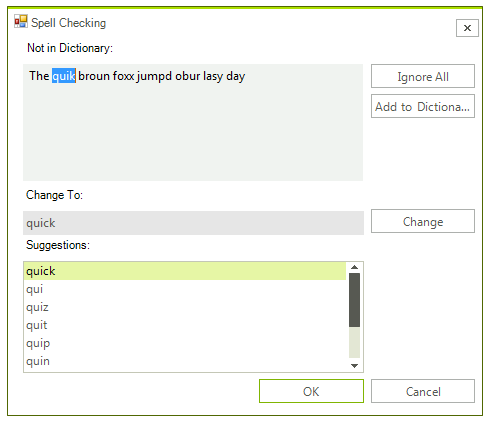 Spell Checking
Not in Dictionary:
The quik broun foxx jumpd obur lasy day
Ignore All
Add to Dictiona...
Change To:
quick
Change
Suggestions:
quick
qui
quiz
quit
quip
quin
OK
Cancel